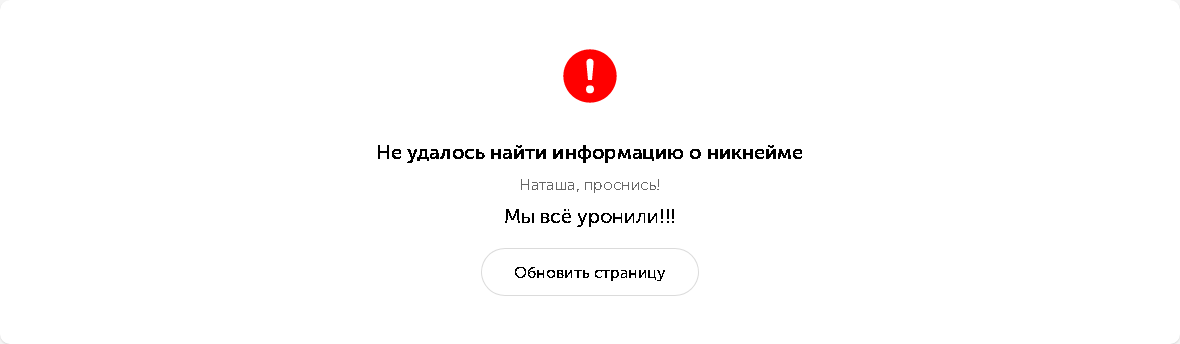 Не удалось найти информацию о никнейме
Наташа, проснись!
Мы всё уронили!!!
Обновить страницу